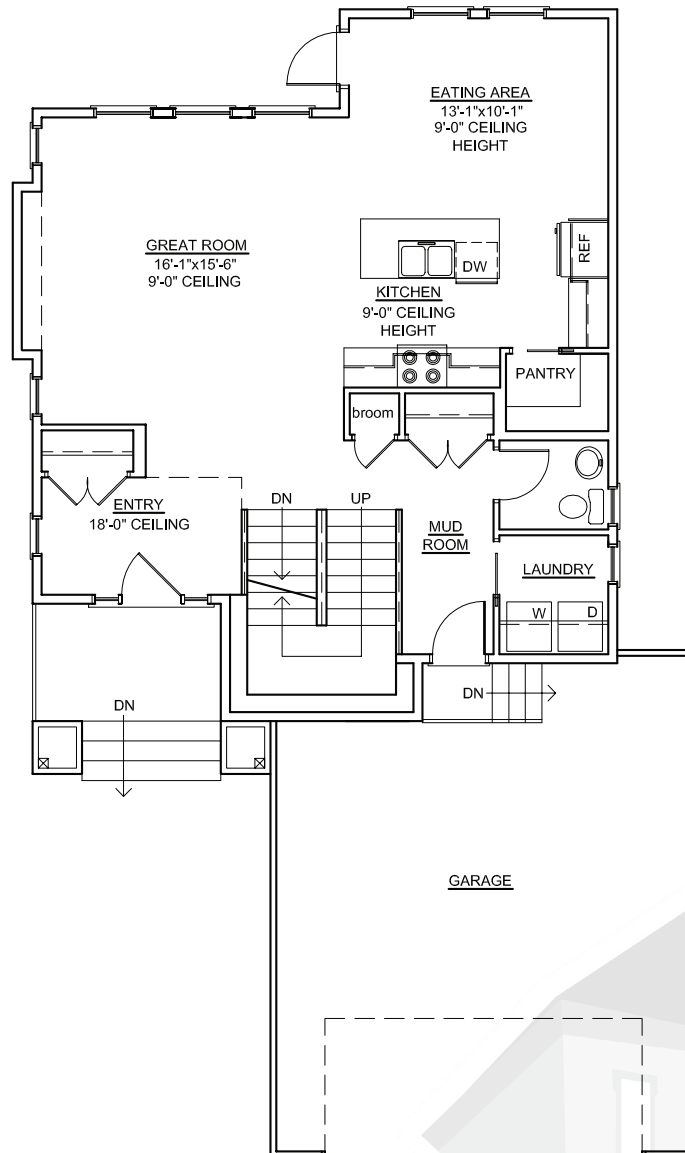 EATING AREA
13'-1"x10'-1"
9'-0" CEILING
HEIGHT
GREAT ROOM
16'-1"x15'-6"
9'-0" CEILING
REF
DW
KITCHEN
9'-0" CEILING
HEIGHT
PANTRY
broom
ENTRY
18'-0" CEILING
DN
UP
MUD
ROOM
LAUNDRY
W
D
DN
DN
GARAGE